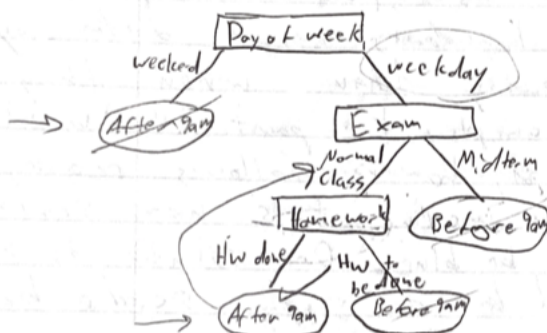 Day of week
weekend
weekday
After 9am
Exam
Normal
Class
Midterm
Homework
Before 9am
HW done
HW to
be done
After 9am
Before 9am